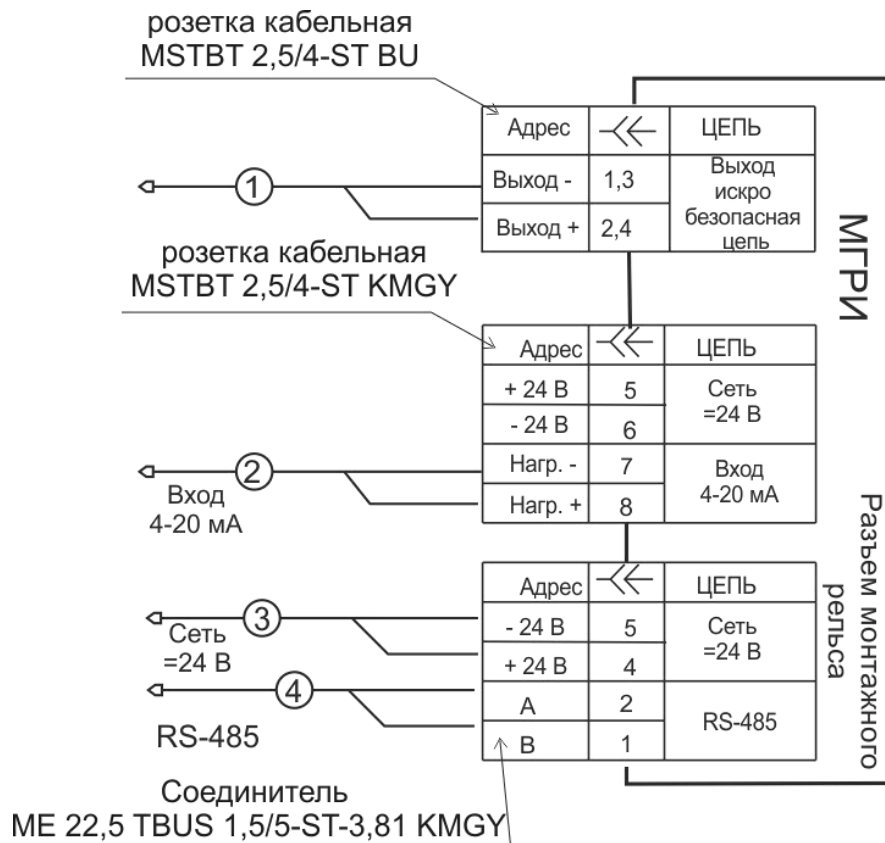 розетка кабельная
MSTBT 2,5/4-ST BU
Адрес ЦЕПЬ
Выход - 1,3
Выход + 2,4
Выход
искро
безопасная
цепь
1
розетка кабельная
MSTBT 2,5/4-ST KMGY
Адрес ЦЕПЬ
+ 24 В 5
- 24 В 6
Сеть
=24 В
Нагр. - 7
Нагр. + 8
Вход
4-20 мА
2
Вход
4-20 мА
Адрес ЦЕПЬ
- 24 В 5
+ 24 В 4
Сеть
=24 В
A 2
B 1
RS-485
3
Сеть
=24 В
4
RS-485
Соединитель
ME 22,5 TBUS 1,5/5-ST-3,81 KMGY
МГРИ
Разъем монтажного
рельса